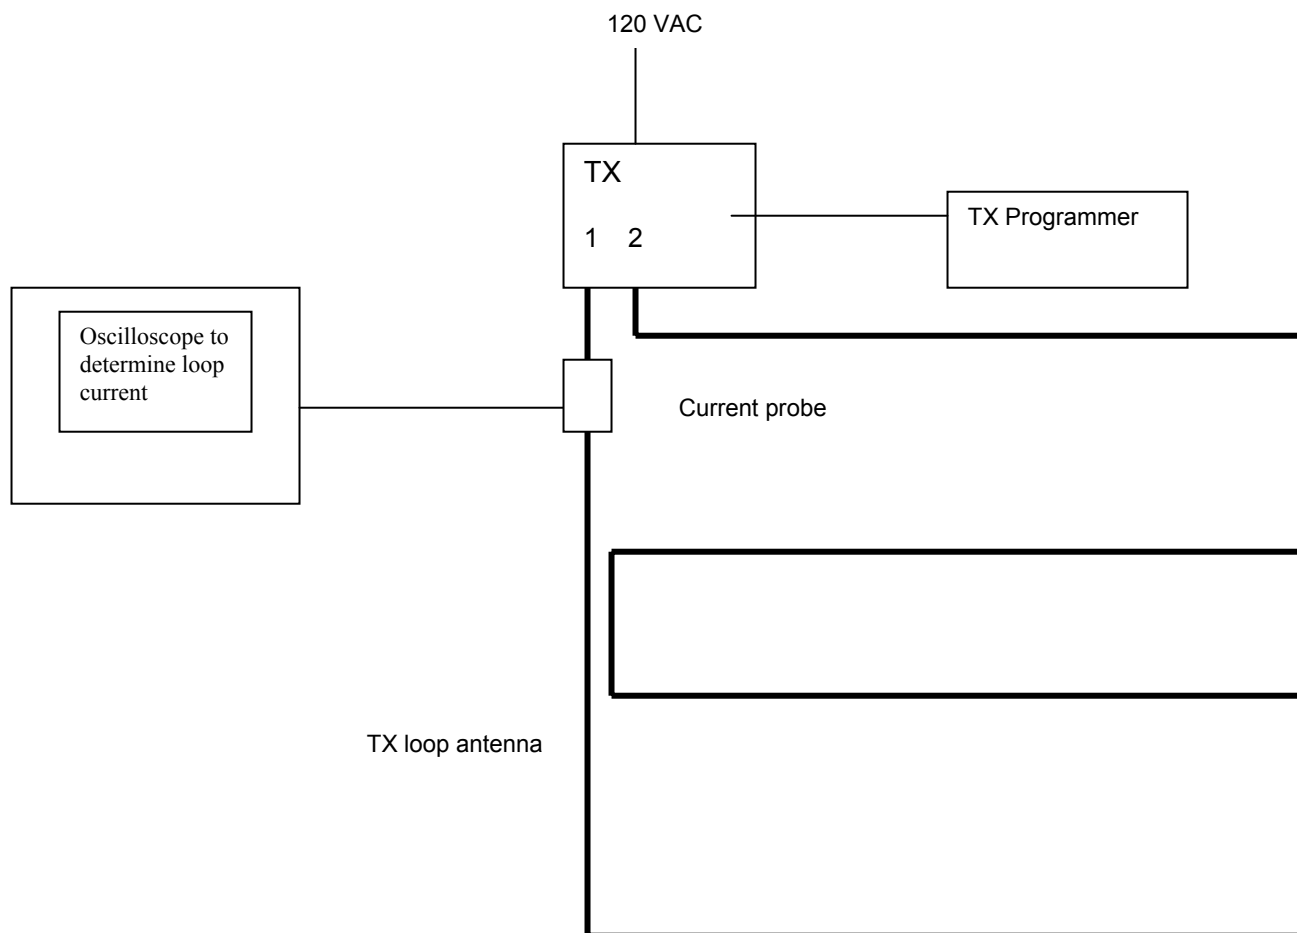 120 VAC
TX
1 2
TX Programmer
Oscilloscope to
determine loop
current
Current probe
TX loop antenna